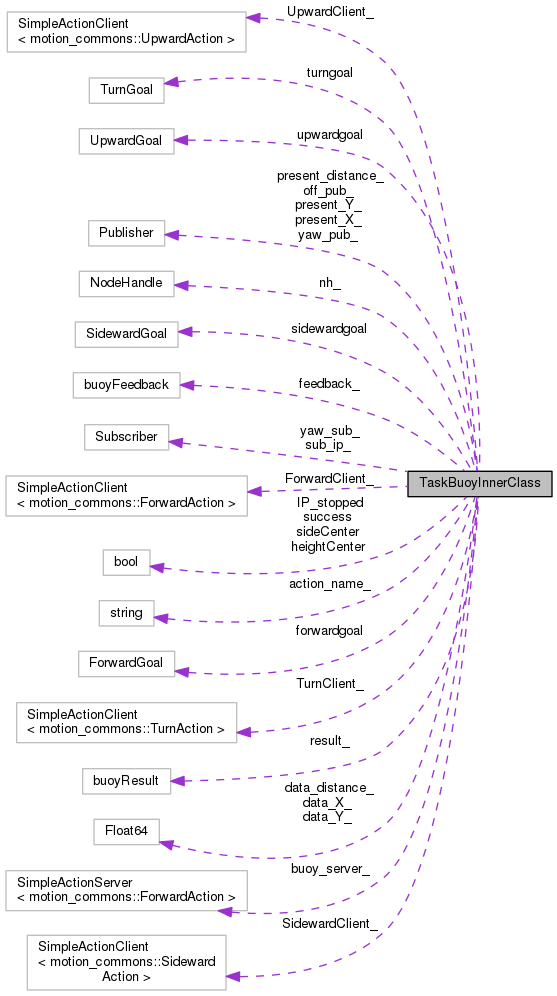 UpwardClient_
SimpleActionClient
< motion_commons::UpwardAction >
turngoal
TurnGoal
upwardgoal
UpwardGoal
present_distance_
off_pub_
present_Y_
present_X_
yaw_pub_
Publisher
nh_
NodeHandle
sidewardgoal
SidewardGoal
feedback_
buoyFeedback
yaw_sub_
sub_ip_
Subscriber
TaskBuoyInnerClass
ForwardClient_
SimpleActionClient
< motion_commons::ForwardAction >
IP_stopped
success
sideCenter
heightCenter
bool
action_name_
string
forwardgoal
ForwardGoal
TurnClient_
SimpleActionClient
< motion_commons::TurnAction >
result_
buoyResult
data_distance_
data_X_
data_Y_
Float64
buoy_server_
SimpleActionServer
< motion_commons::ForwardAction >
SidewardClient_
SimpleActionClient
< motion_commons::Sideward
Action >